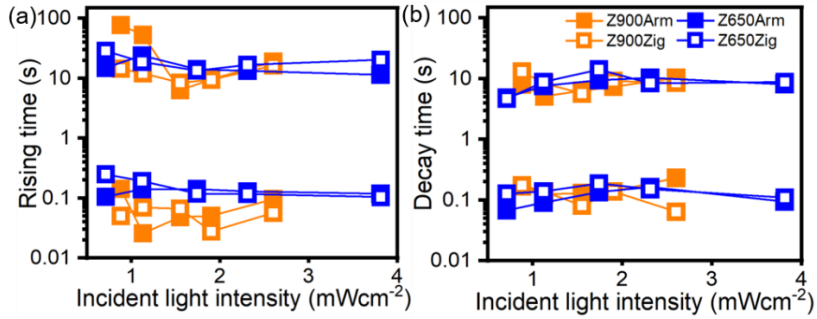 (a)
100
10
1
0.1
0.01
Rising time (s)
1 2 3 4
Incident light intensity (mWcm-2)
(b)
Z900Arm Z650Arm
Z900Zig Z650Zig
100
10
1
0.1
0.01
Decay time (s)
1 2 3 4
Incident light intensity (mWcm-2)